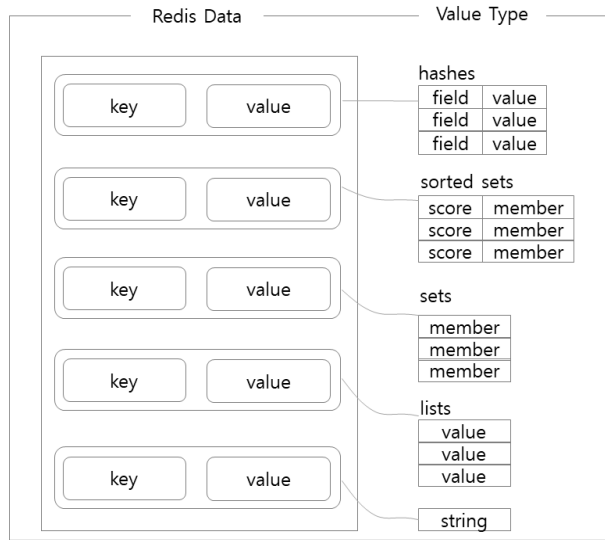 Redis Data
Value Type
key value
hashes
field value
field value
field value
key value
sorted sets
score member
score member
score member
key value
sets
member
member
member
key value
lists
value
value
value
key value
string